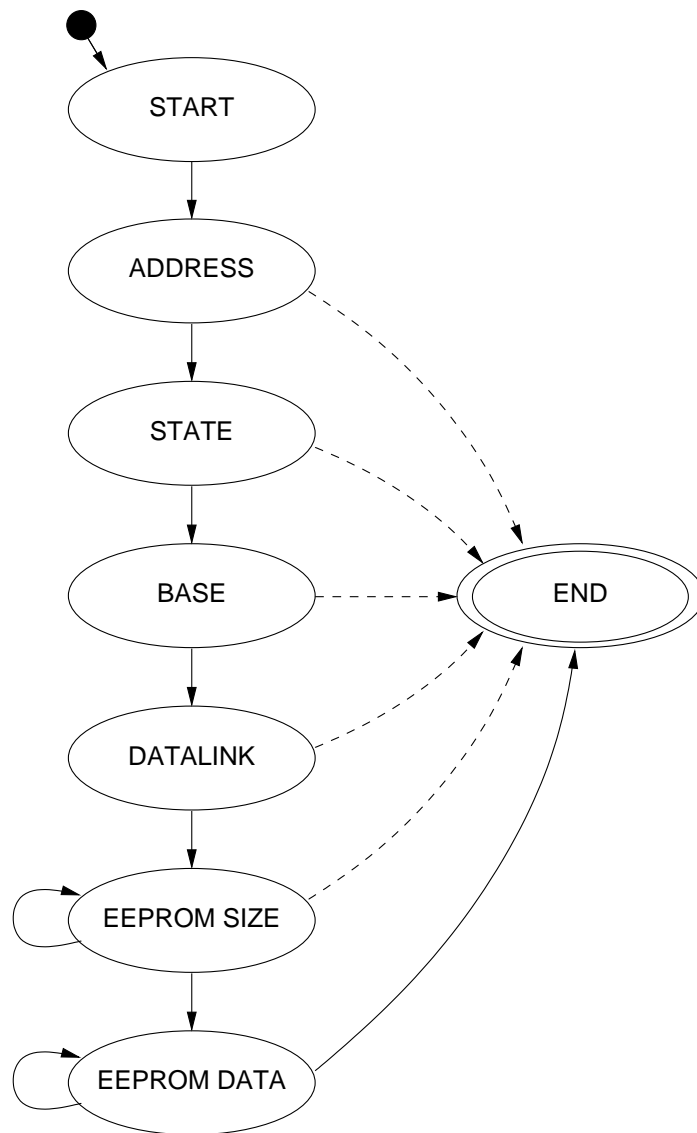 START
ADDRESS
STATE
BASE
END
DATALINK
EEPROM SIZE
EEPROM DATA